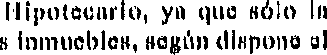 Hipotecario, ya que sólo la
s inmuebles, según dispone el